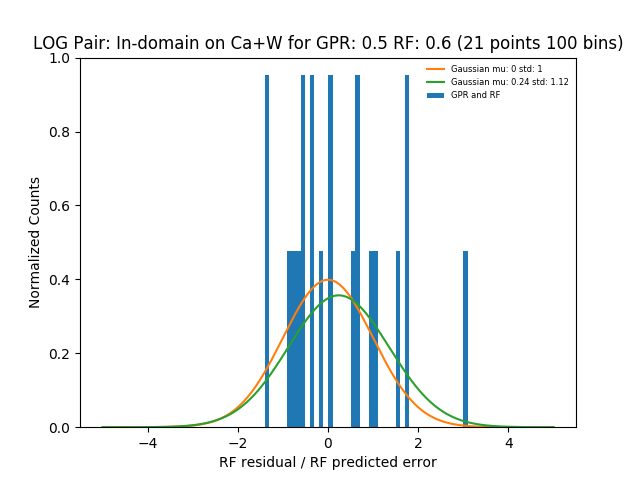 LOG Pair: In-domain on Ca+W for GPR: 0.5 RF: 0.6 (21 points 100 bins)
Gaussian mu: 0 std: 1
Gaussian mu: 0.24 std: 1.12
GPR and RF
Normalized Counts
1.0
0.8
0.6
0.4
0.2
0.0
−4 −2 0 2 4
RF residual / RF predicted error